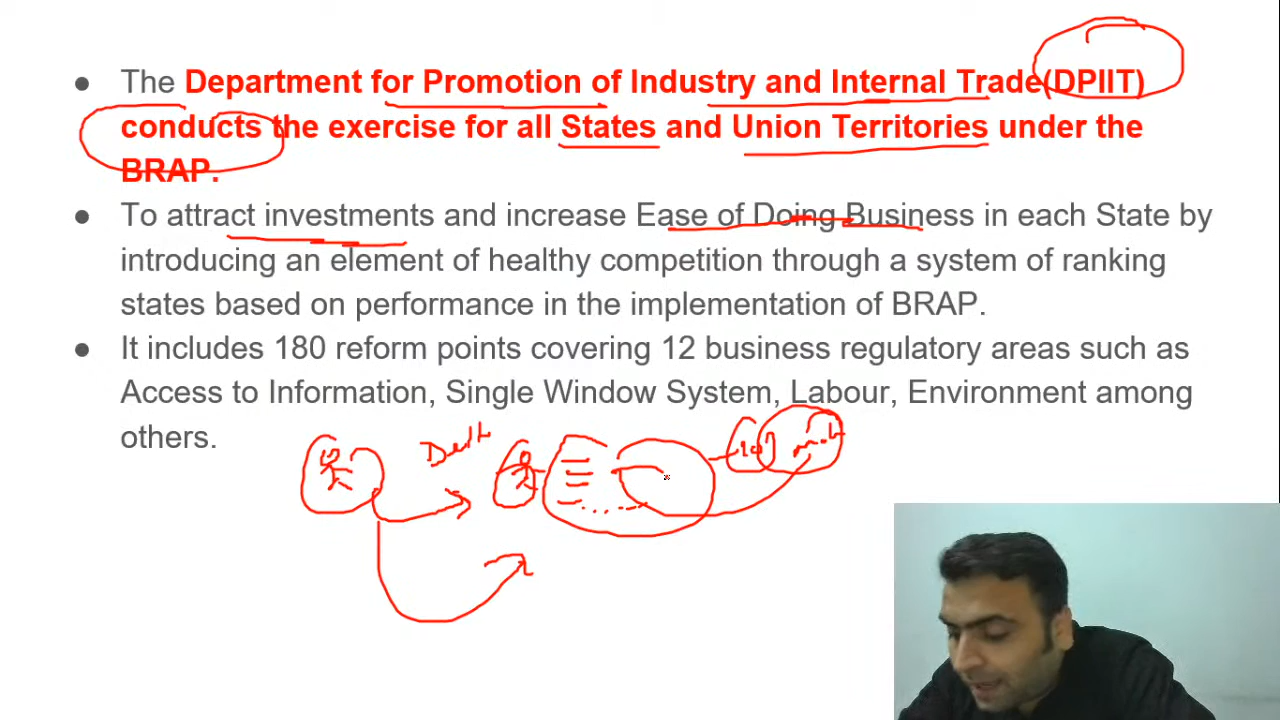 ● The Department for Promotion of Industry and Internal Trade(DPIIT)
conducts the exercise for all States and Union Territories under the
BRAP.
● To attract investments and increase Ease of Doing Business in each State by
introducing an element of healthy competition through a system of ranking
states based on performance in the implementation of BRAP.
● It includes 180 reform points covering 12 business regulatory areas such as
Access to Information, Single Window System, Labour, Environment among
others.